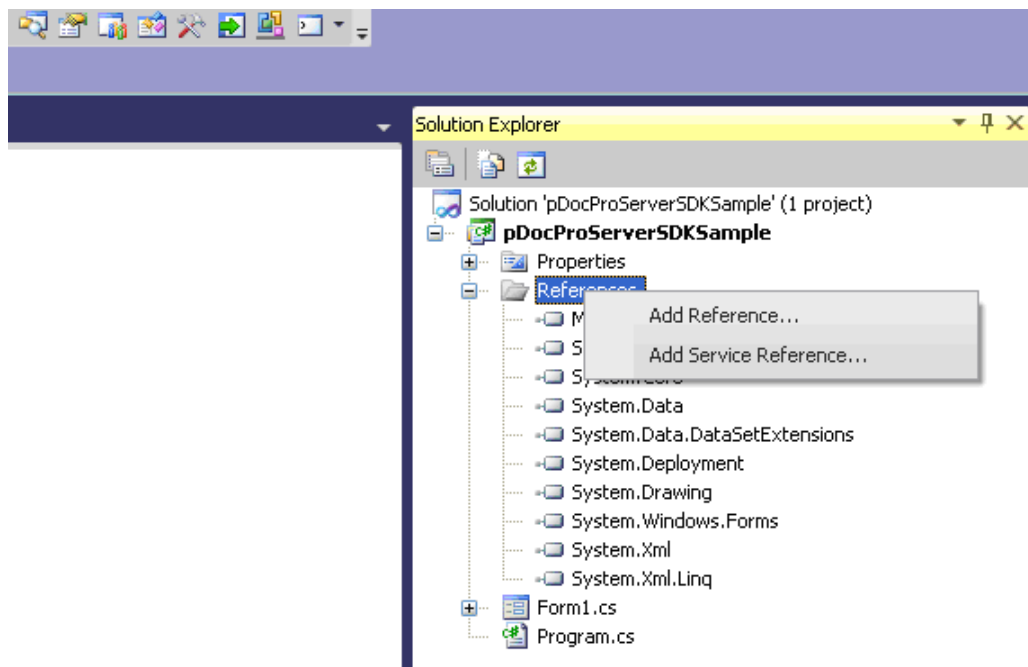 Solution Explorer
Solution 'pDocProServerSDKSample' (1 project)
pDocProServerSDKSample
Properties
References
Add Reference...
Add Service Reference...
System.Data
System.Data.DataSetExtensions
System.Deployment
System.Drawing
System.Windows.Forms
System.Xml
System.Xml.Linq
Form1.cs
Program.cs